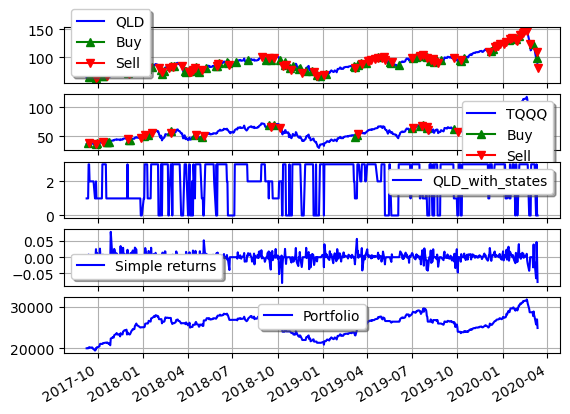 QLD
Buy
Sell
150
100
TQQQ
Buy
Sell
100
50
QLD_with_states
2
0
Simple returns
0.05
0.00
−0.05
Portfolio
30000
20000
2017-10
2018-01
2018-04
2018-07
2018-10
2019-01
2019-04
2019-07
2019-10
2020-01
2020-04